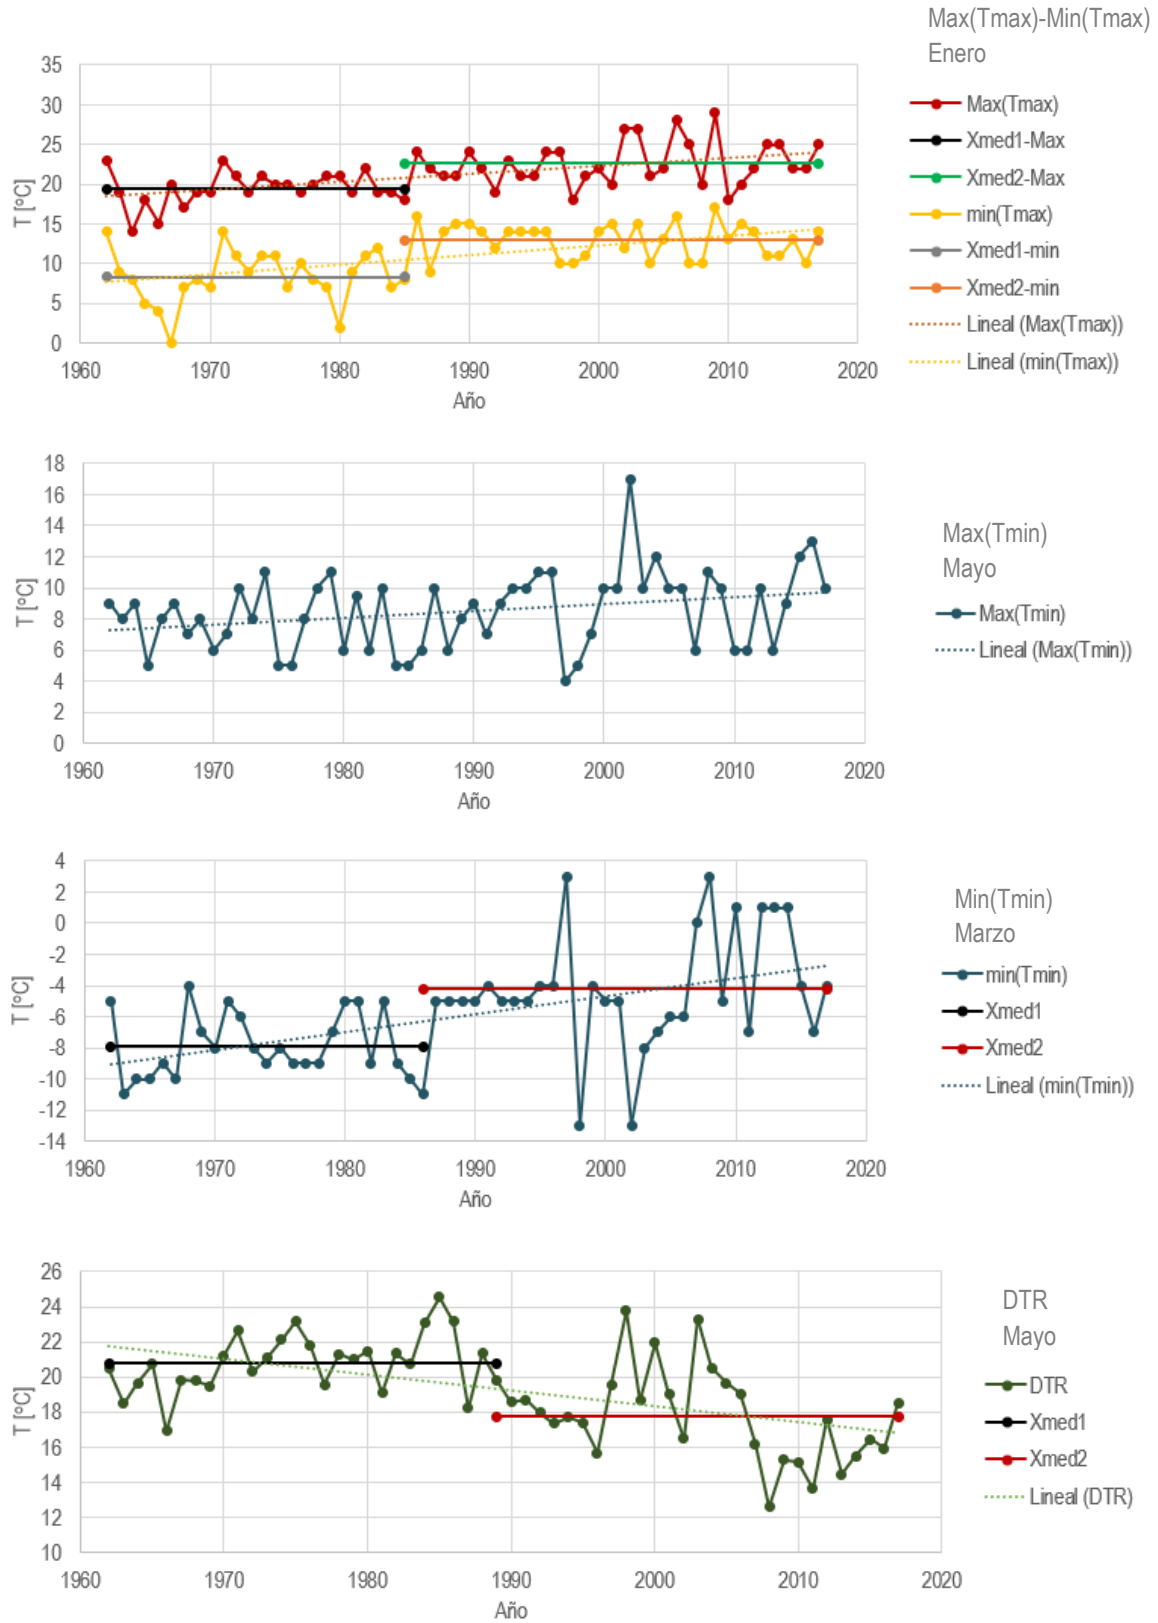 Max(Tmax)-Min(Tmax)
Enero
35
30
25
20
15
10
5
0
T [°C]
1960
1970
1980
1990
2000
2010
2020
Año
Max(Tmax)
Xmed1-Max
Xmed2-Max
min(Tmax)
Xmed1-min
Xmed2-min
Lineal (Max(Tmax))
Lineal (min(Tmax))
18
16
14
12
10
8
6
4
2
0
T [°C]
1960
1970
1980
1990
2000
2010
2020
Año
Max(Tmin)
Mayo
Max(Tmin)
Lineal (Max(Tmin))
4
2
0
-2
-4
-6
-8
-10
-12
-14
T [°C]
1960
1970
1980
1990
2000
2010
2020
Año
Min(Tmin)
Marzo
min(Tmin)
Xmed1
Xmed2
Lineal (min(Tmin))
26
24
22
20
18
16
14
12
10
T [°C]
1960
1970
1980
1990
2000
2010
2020
Año
DTR
Mayo
DTR
Xmed1
Xmed2
Lineal (DTR)